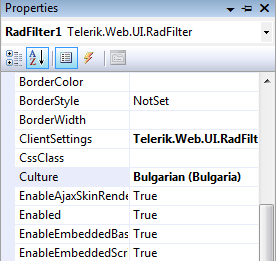 Properties
RadFilter1 Telerik.Web.UI.RadFilter
BorderColor
BorderStyle NotSet
BorderWidth
ClientSettings Telerik.Web.UI.RadFilt
CssClass
Culture Bulgarian (Bulgaria)
EnableAjaxSkinRende True
Enabled True
EnableEmbeddedBas True
EnableEmbeddedScr True